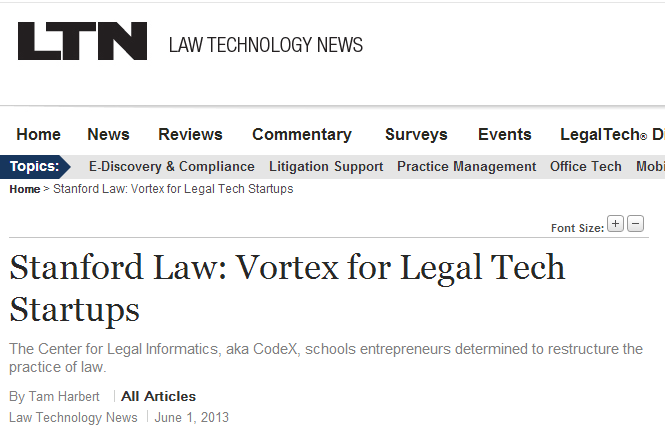 LTN LAW TECHNOLOGY NEWS
Home News Reviews Commentary Surveys Events LegalTech® D
Topics: E-Discovery & Compliance Litigation Support Practice Management Office Tech Mobi
Home > Stanford Law: Vortex for Legal Tech Startups
Font Size: + −
Stanford Law: Vortex for Legal Tech
Startups
The Center for Legal Informatics, aka CodeX, schools entrepreneurs determined to restructure the
practice of law.
By Tam Harbert | All Articles
Law Technology News | June 1, 2013